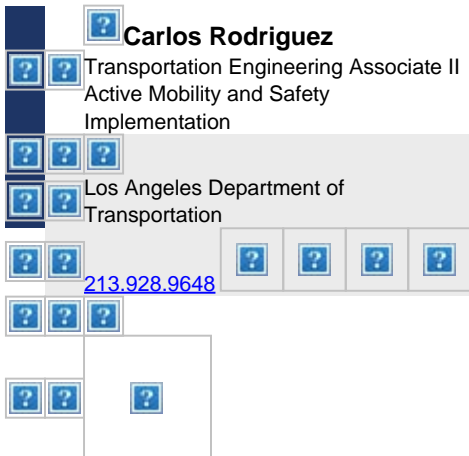 Carlos Rodriguez
Transportation Engineering Associate II
Active Mobility and Safety
Implementation
Los Angeles Department of
Transportation
213.928.9648